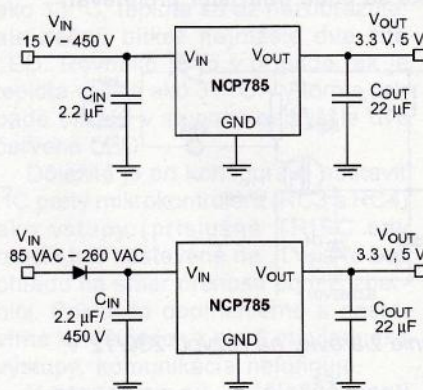 VIN
15 V – 450 V
CIN
2.2 µF
VIN
VOUT
NCP785
GND
VOUT
3.3 V, 5 V
COUT
22 µF
VIN
85 VAC – 260 VAC
CIN
2.2 µF/
450 V
VIN
VOUT
NCP785
GND
VOUT
3.3 V, 5 V
COUT
22 µF